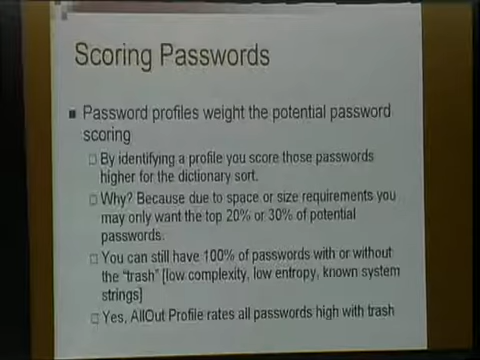 Scoring Passwords
Password profiles weight the potential password
scoring
By identifying a profile you score those passwords
higher for the dictionary sort.
Why? Because due to space or size requirements you
may only want the top 20% or 30% of potential
passwords.
You can still have 100% of passwords with or without
the "trash" [low complexity, low entropy, known system
strings]
Yes, AllOut Profile rates all passwords high with trash